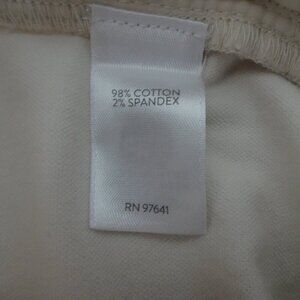 98% COTTON
2% SPANDEX
RN 97641